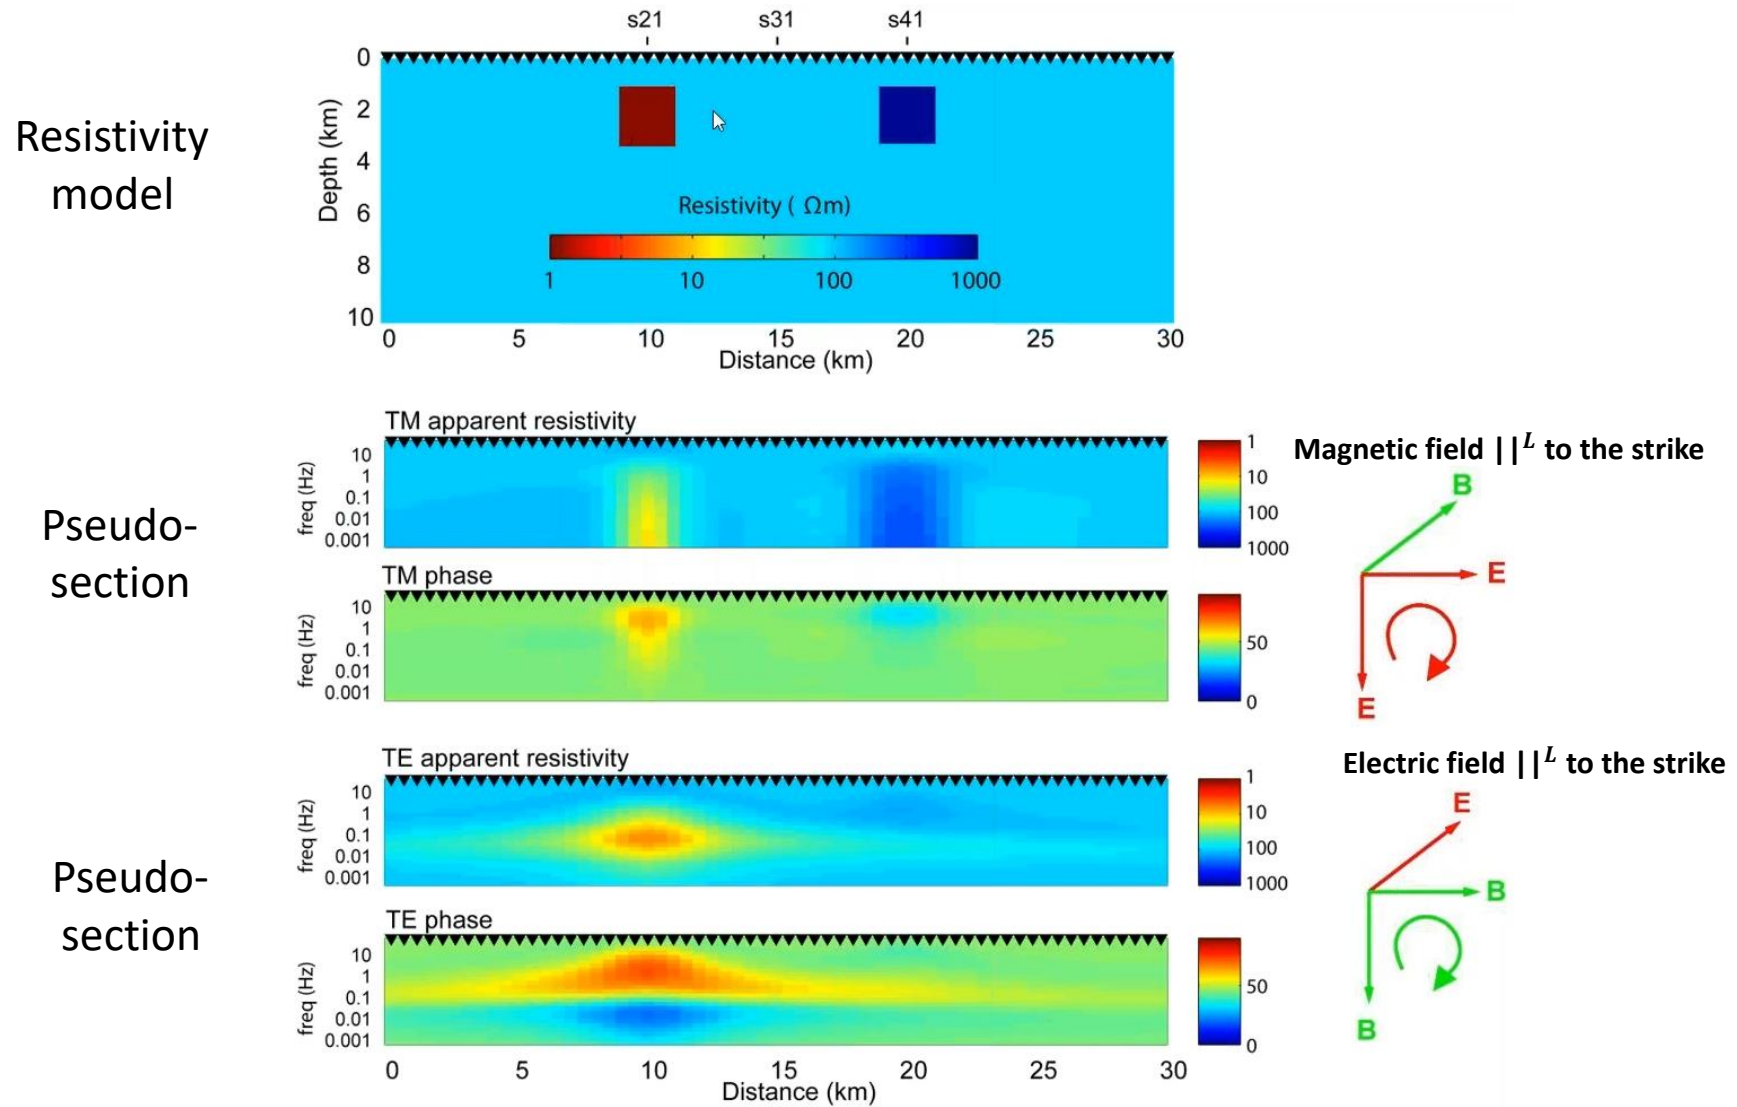 s21 s31 s41
Resistivity
model
Depth (km)
0
2
4
6
8
10
Resistivity ( Ωm)
1 10 100 1000
0 5 10 15 20 25 30
Distance (km)
Pseudo-
section
TM apparent resistivity
freq (Hz)
10
1
0.1
0.01
0.001
1
10
100
1000
Magnetic field ||ᴸ to the strike
B
E
E
TM phase
freq (Hz)
10
1
0.1
0.01
0.001
50
0
Pseudo-
section
TE apparent resistivity
freq (Hz)
10
1
0.1
0.01
0.001
1
10
100
1000
Electric field ||ᴸ to the strike
E
B
B
TE phase
freq (Hz)
10
1
0.1
0.01
0.001
50
0
0 5 10 15 20 25 30
Distance (km)